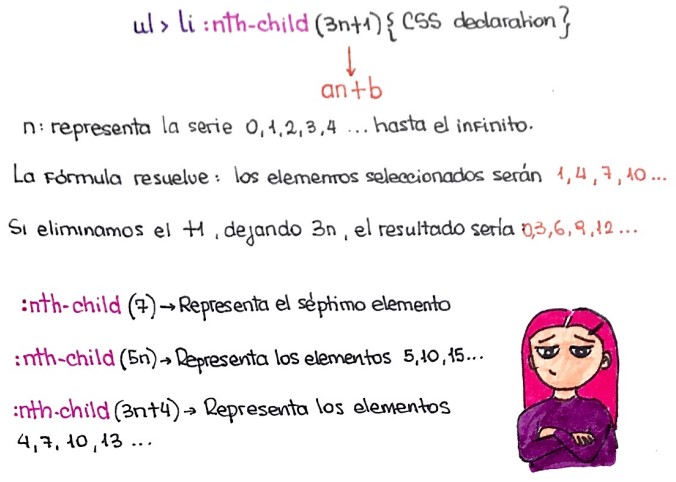 ul > li :nth-child (3n+1) { CSS declaration }
an+b
n: representa la serie 0,1,2,3,4 ... hasta el infinito.
La fórmula resuelve: los elementos seleccionados serán 1,4,7,10...
Si eliminamos el +1, dejando 3n, el resultado sería 0,3,6,9,12...
:nth-child (7) → Representa el séptimo elemento
:nth-child (5n) → Representa los elementos 5,10,15...
:nth-child (3n+4) → Representa los elementos
4,7,10,13 ...